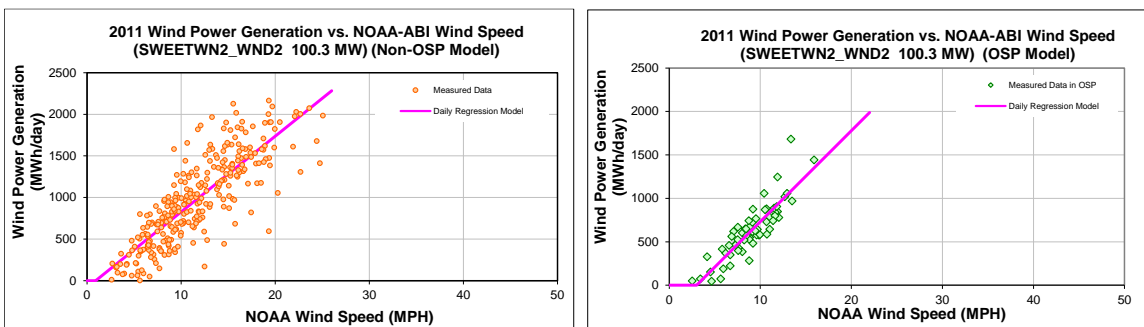 2011 Wind Power Generation vs. NOAA-ABI Wind Speed
(SWEETWN2_WND2 100.3 MW) (Non-OSP Model)
Wind Power Generation
(MWh/day)
2500
2000
1500
1000
500
0
Measured Data
Daily Regression Model
0 10 20 30 40 50
NOAA Wind Speed (MPH)
2011 Wind Power Generation vs. NOAA-ABI Wind Speed
(SWEETWN2_WND2 100.3 MW) (OSP Model)
Wind Power Generation
(MWh/day)
2500
2000
1500
1000
500
0
Measured Data in OSP
Daily Regression Model
0 10 20 30 40 50
NOAA Wind Speed (MPH)